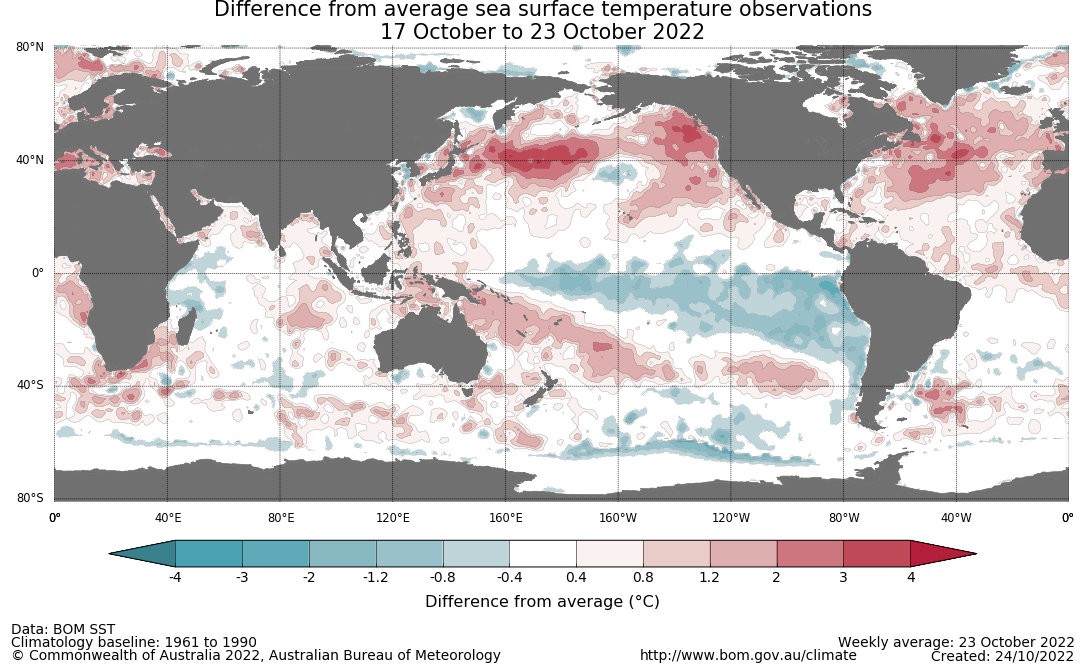 Difference from average sea surface temperature observations
17 October to 23 October 2022
80°N
40°N
0°
40°S
80°S
0° 40°E 80°E 120°E 160°E 160°W 120°W 80°W 40°W 0°
-4 -3 -2 -1.2 -0.8 -0.4 0.4 0.8 1.2 2 3 4
Difference from average (°C)
Data: BOM SST
Climatology baseline: 1961 to 1990 Weekly average: 23 October 2022
© Commonwealth of Australia 2022, Australian Bureau of Meteorology http://www.bom.gov.au/climate Created: 24/10/2022